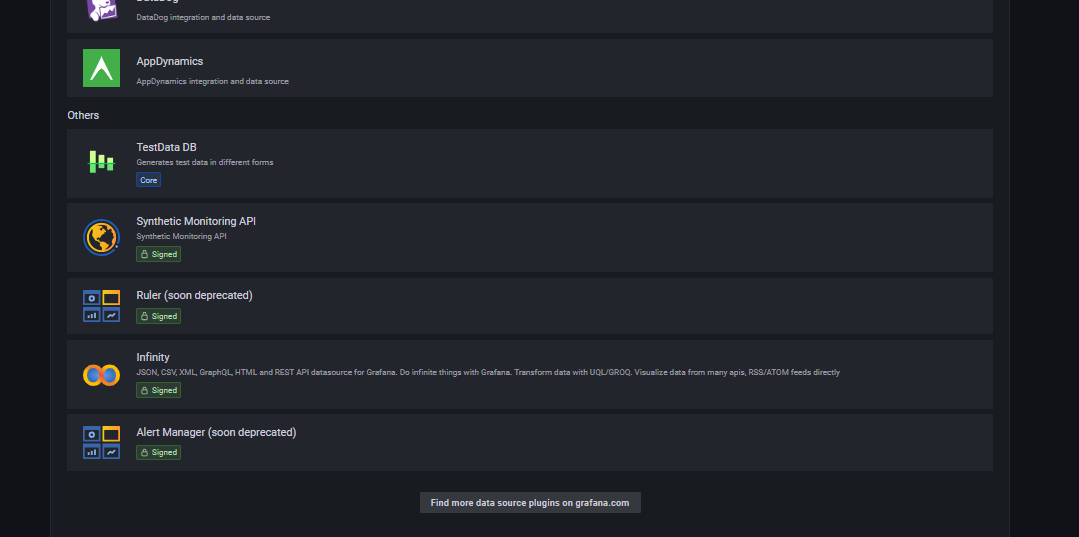 DataDog
DataDog integration and data source
AppDynamics
AppDynamics integration and data source
Others
TestData DB
Generates test data in different forms
Core
Synthetic Monitoring API
Synthetic Monitoring API
Signed
Ruler (soon deprecated)
Signed
Infinity
JSON, CSV, XML, GraphQL, HTML and REST API datasource for Grafana. Do infinite things with Grafana. Transform data with UQL/GROQ. Visualize data from many apis, RSS/ATOM feeds directly
Signed
Alert Manager (soon deprecated)
Signed
Find more data source plugins on grafana.com